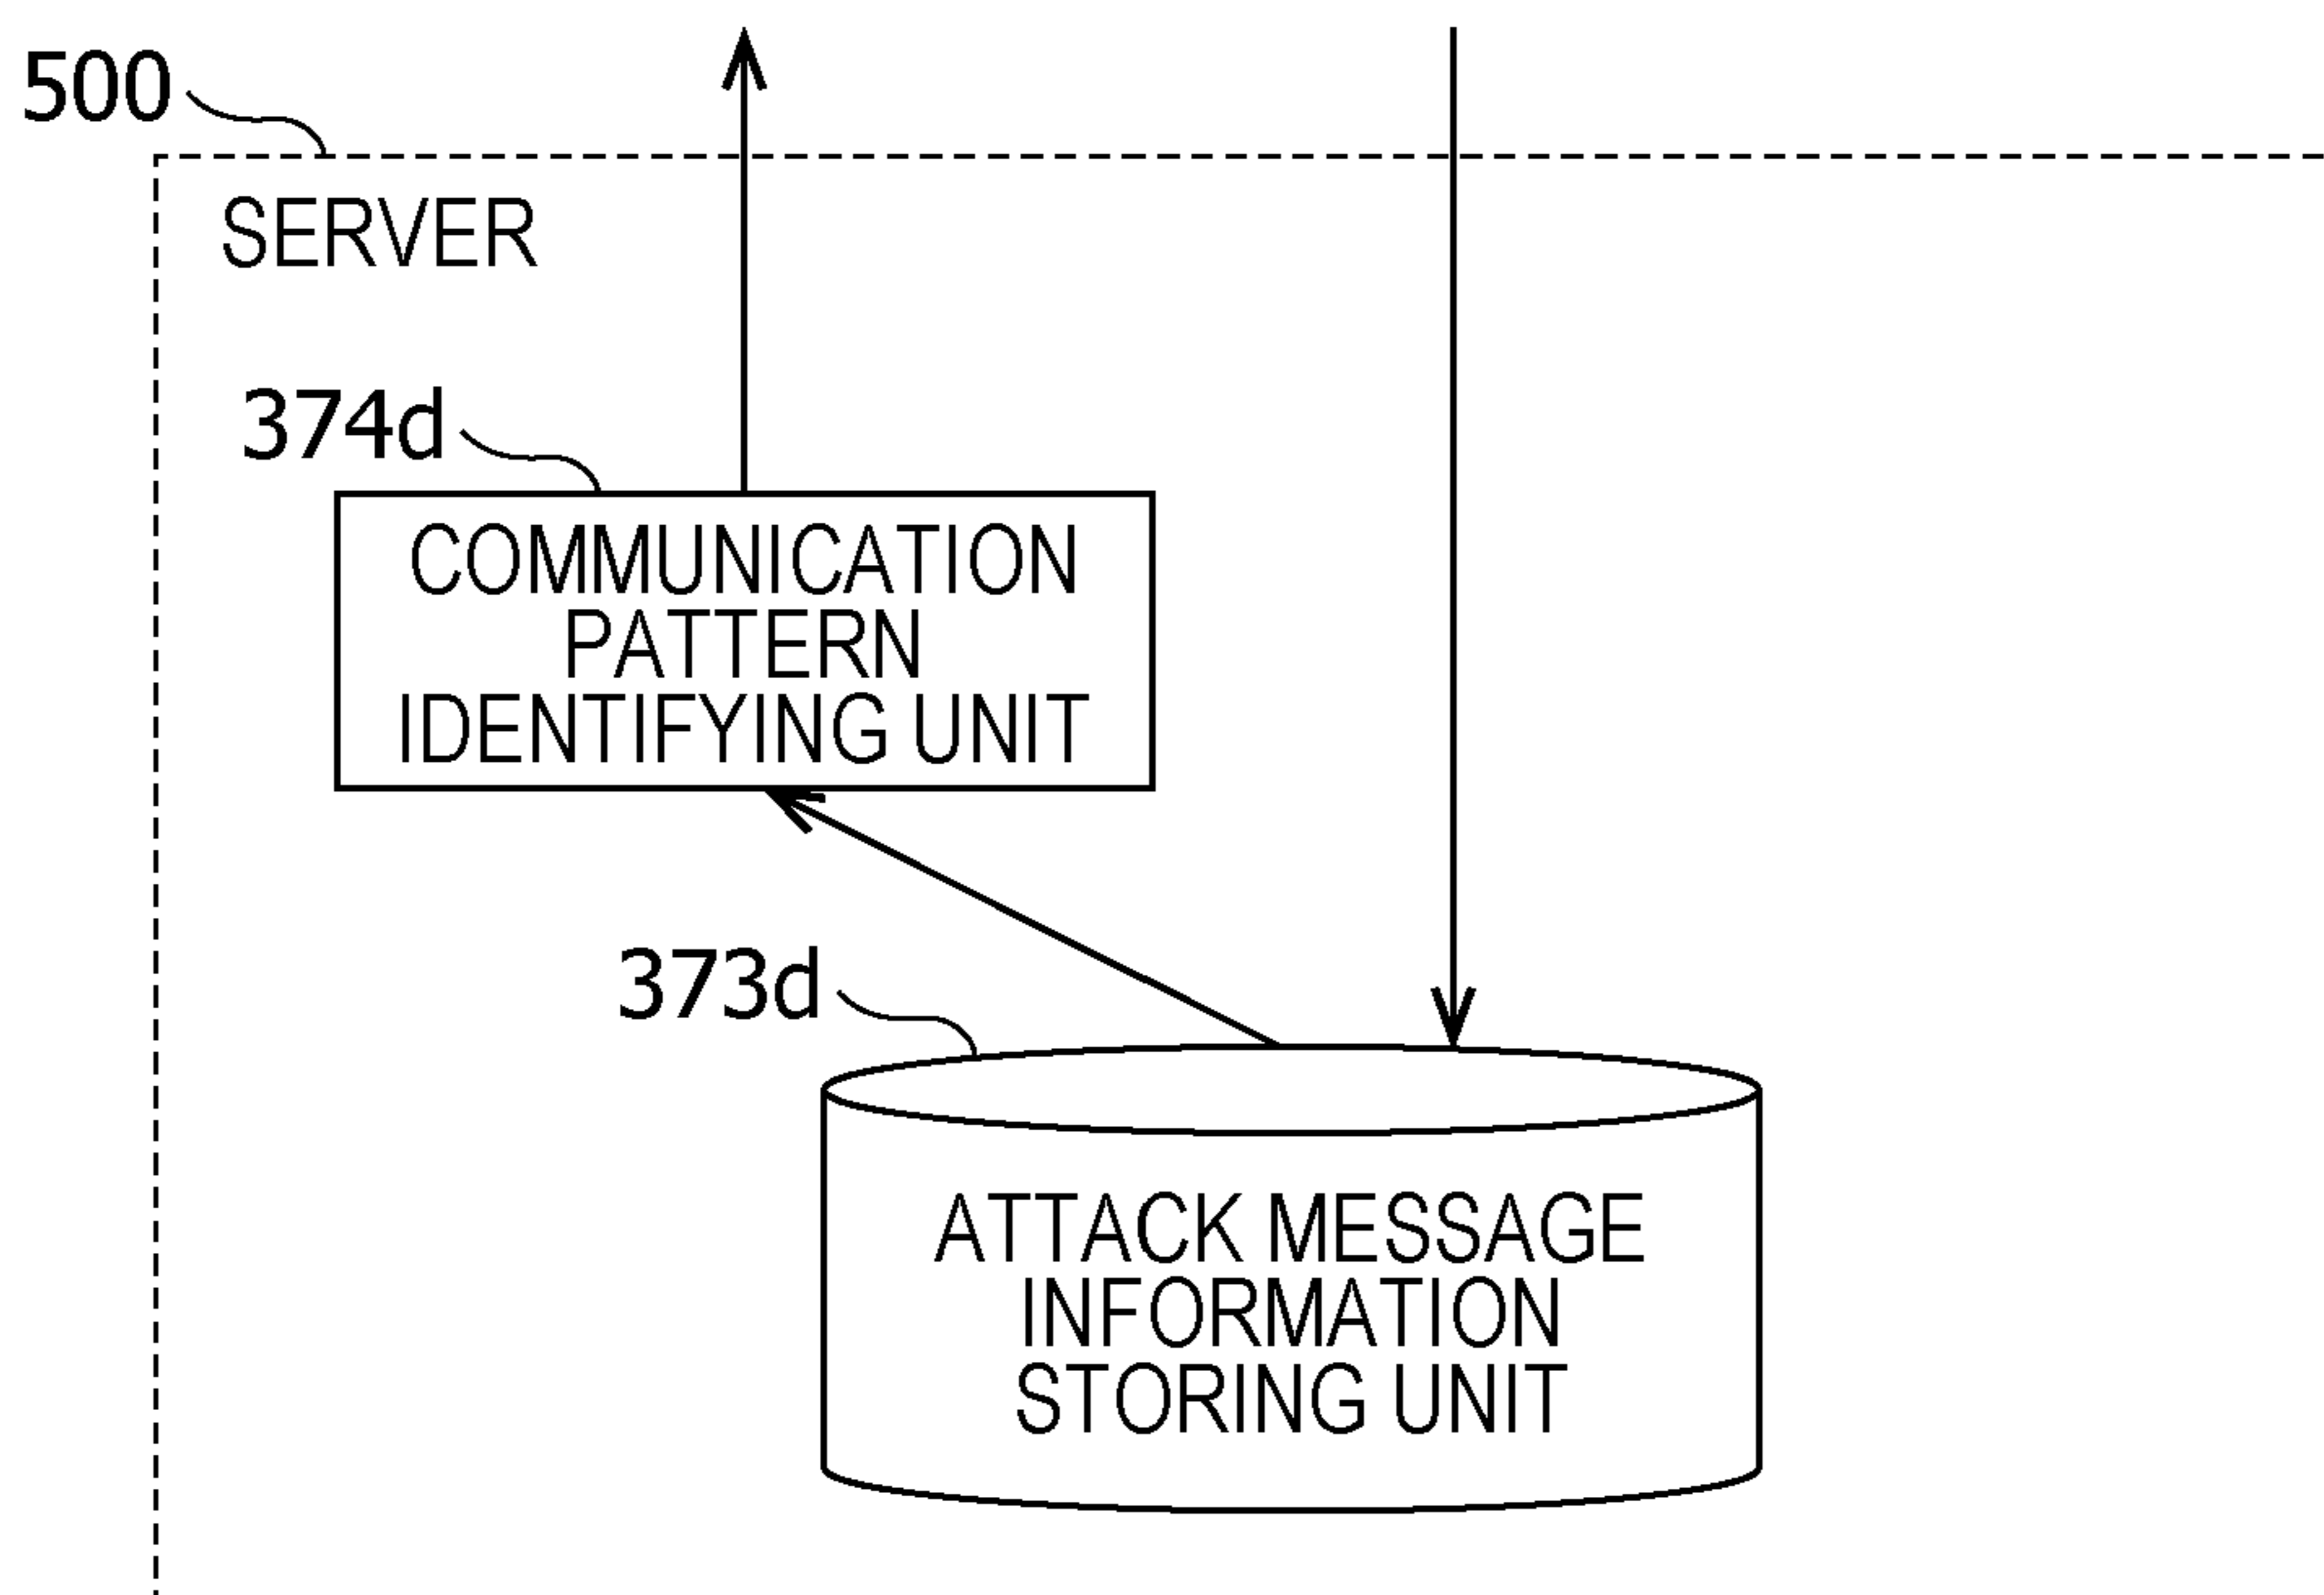 500
SERVER
374d
COMMUNICATION
PATTERN
IDENTIFYING UNIT
373d
ATTACK MESSAGE
INFORMATION
STORING UNIT